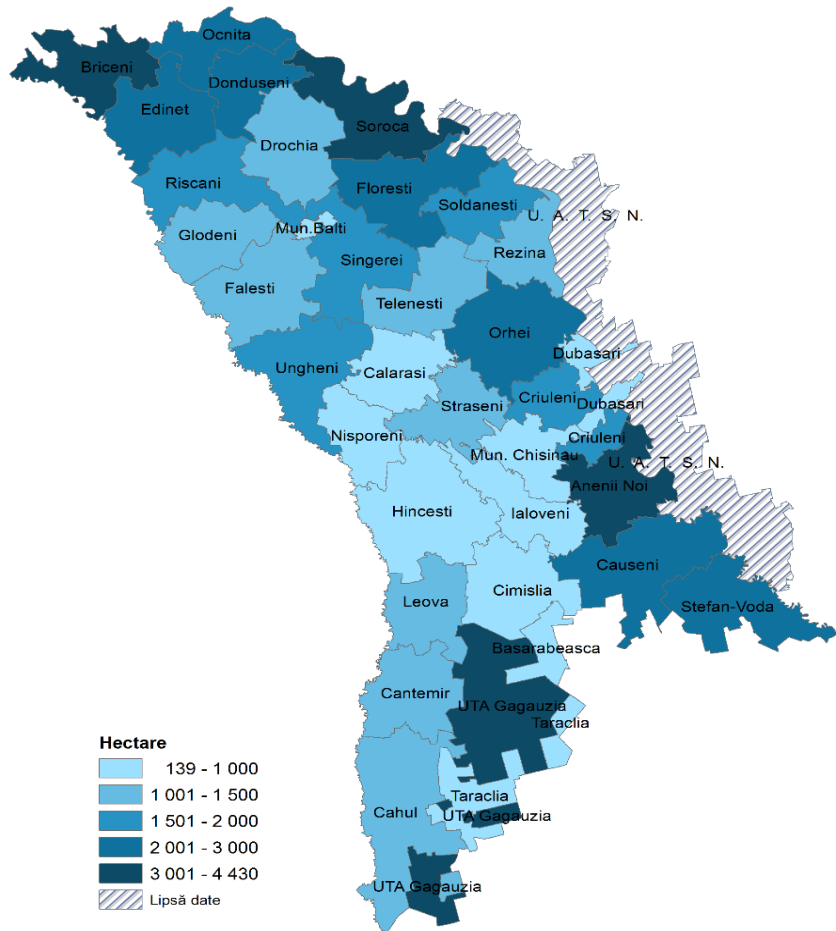 Ocnita
Briceni
Donduseni
Edinet
Soroca
Drochia
Riscani
Floresti
Soldanesti
U. A. T. S. N.
Glodeni
Mun.Balti
Rezina
Singerei
Falesti
Telenesti
Orhei
Dubasari
Ungheni
Calarasi
Criuleni
Dubasari
Straseni
Nisporeni
Criuleni
Mun. Chisinau
U. A. T. S. N.
Anenii Noi
Hincesti
Ialoveni
Causeni
Cimislia
Leova
Stefan-Voda
Basarabeasca
Cantemir
UTA Gagauzia
Taraclia
Hectare
139 - 1 000
1 001 - 1 500
1 501 - 2 000
2 001 - 3 000
3 001 - 4 430
Lipsă date
Taraclia
Cahul
UTA Gagauzia
UTA Gagauzia